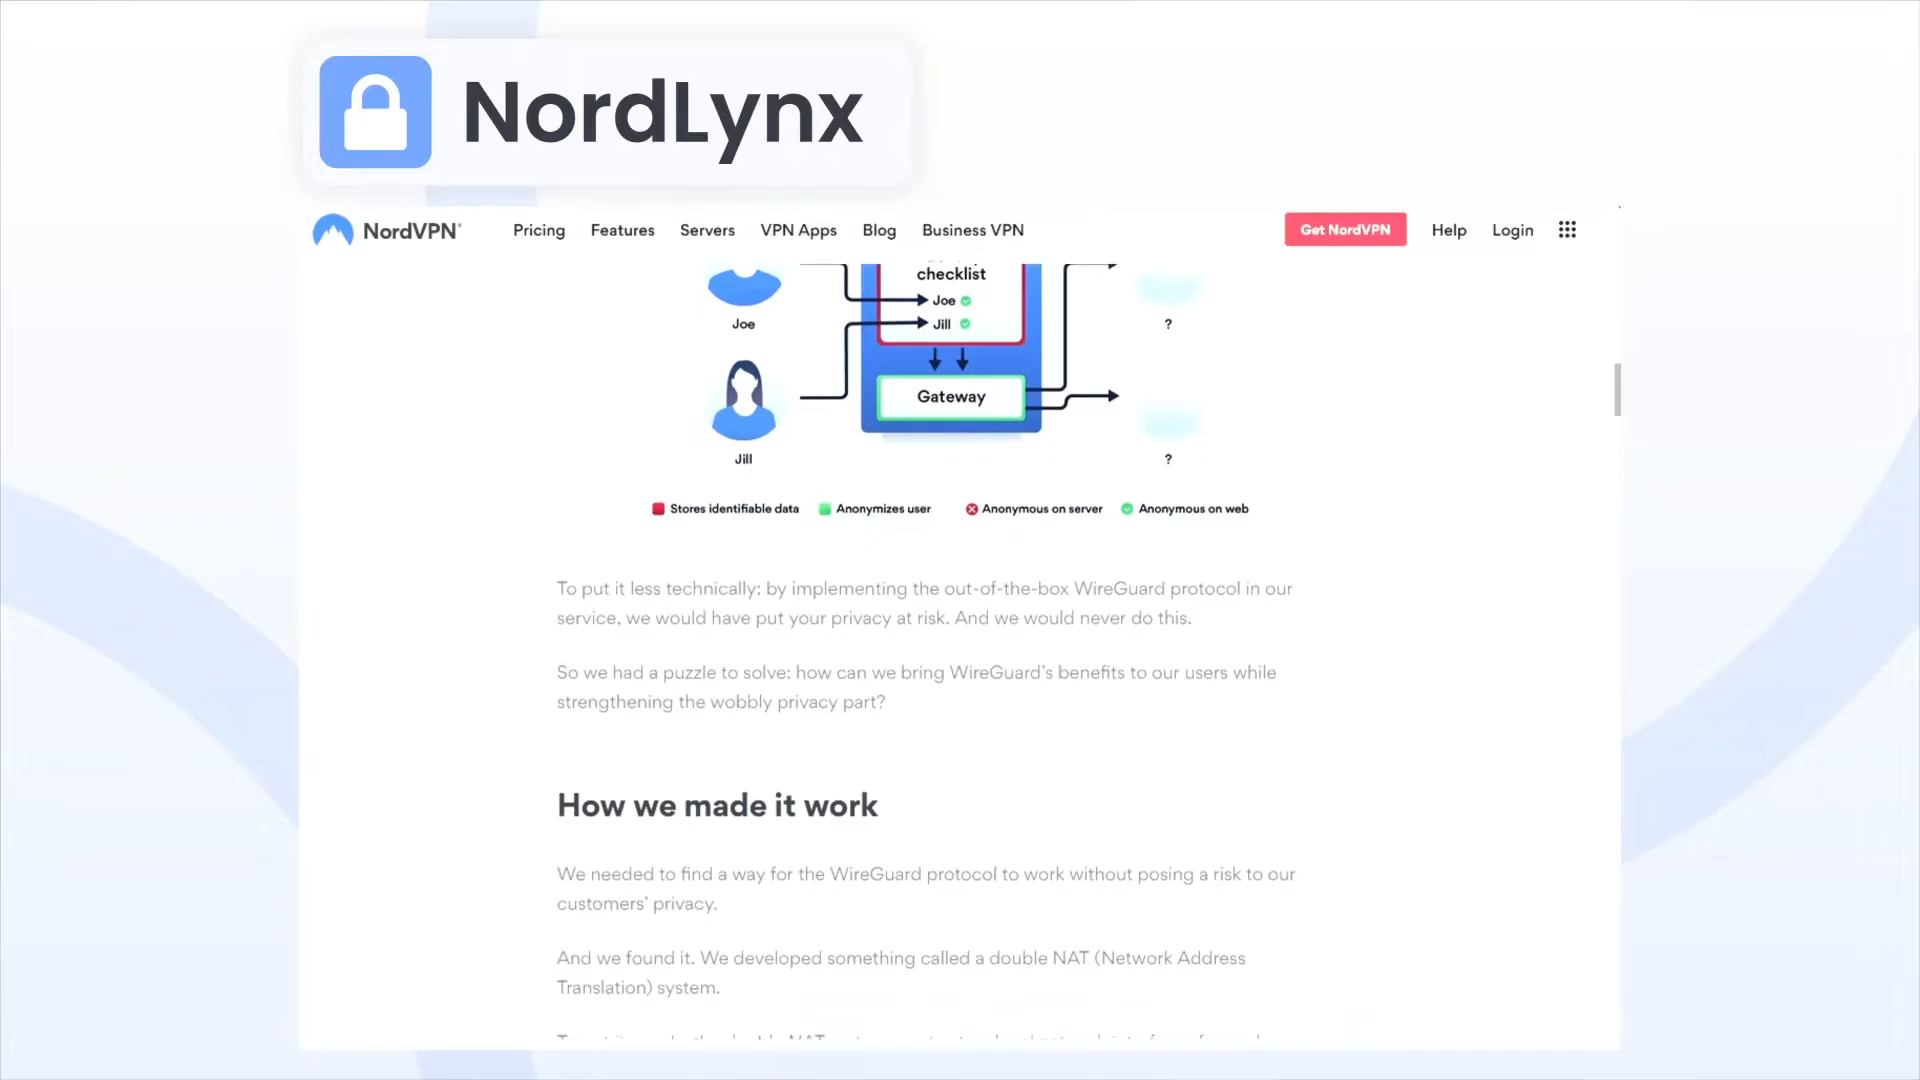 NordLynx
NordVPN®
Pricing
Features
Servers
VPN Apps
Blog
Business VPN
Get NordVPN
Help
Login
checklist
Joe
Jill
Joe
?
Gateway
Jill
?
Stores identifiable data
Anonymizes user
Anonymous on server
Anonymous on web
To put it less technically: by implementing the out-of-the-box WireGuard protocol in our
service, we would have put your privacy at risk. And we would never do this.
So we had a puzzle to solve: how can we bring WireGuard’s benefits to our users while
strengthening the wobbly privacy part?
How we made it work
We needed to find a way for the WireGuard protocol to work without posing a risk to our
customers’ privacy.
And we found it. We developed something called a double NAT (Network Address
Translation) system.